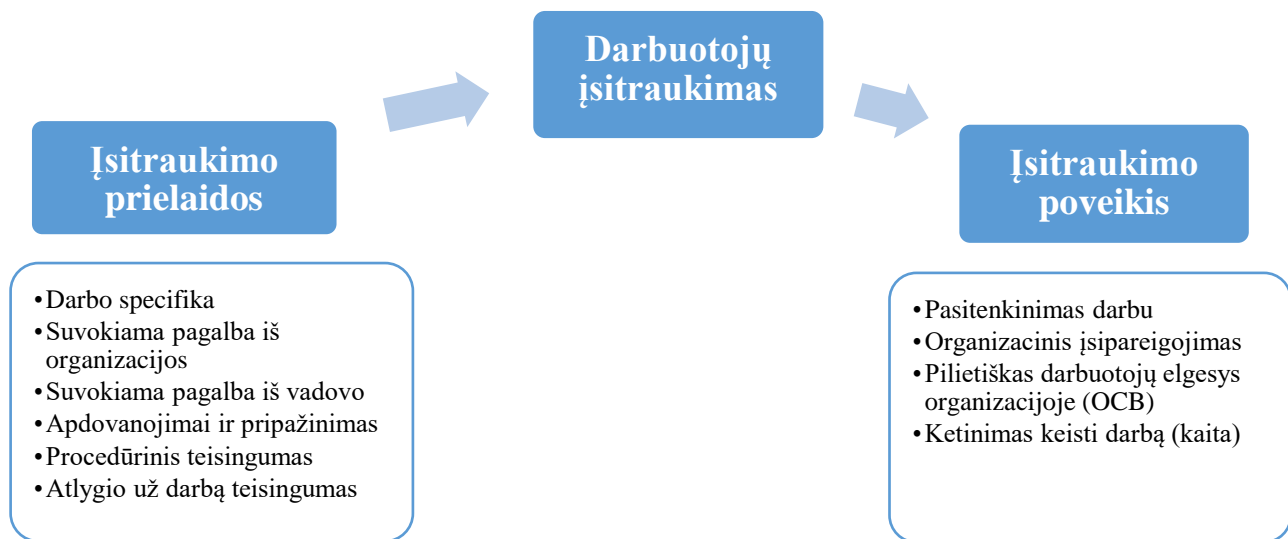 Darbuotojų
įsitraukimas
Įsitraukimo
prielaidos
•Darbo specifika
•Suvokiama pagalba iš
organizacijos
•Suvokiama pagalba iš vadovo
•Apdovanojimai ir pripažinimas
•Procedūrinis teisingumas
•Atlygio už darbą teisingumas
Įsitraukimo
poveikis
•Pasitenkinimas darbu
•Organizacinis įsipareigojimas
•Pilietiškas darbuotojų elgesys
organizacijoje (OCB)
•Ketinimas keisti darbą (kaita)